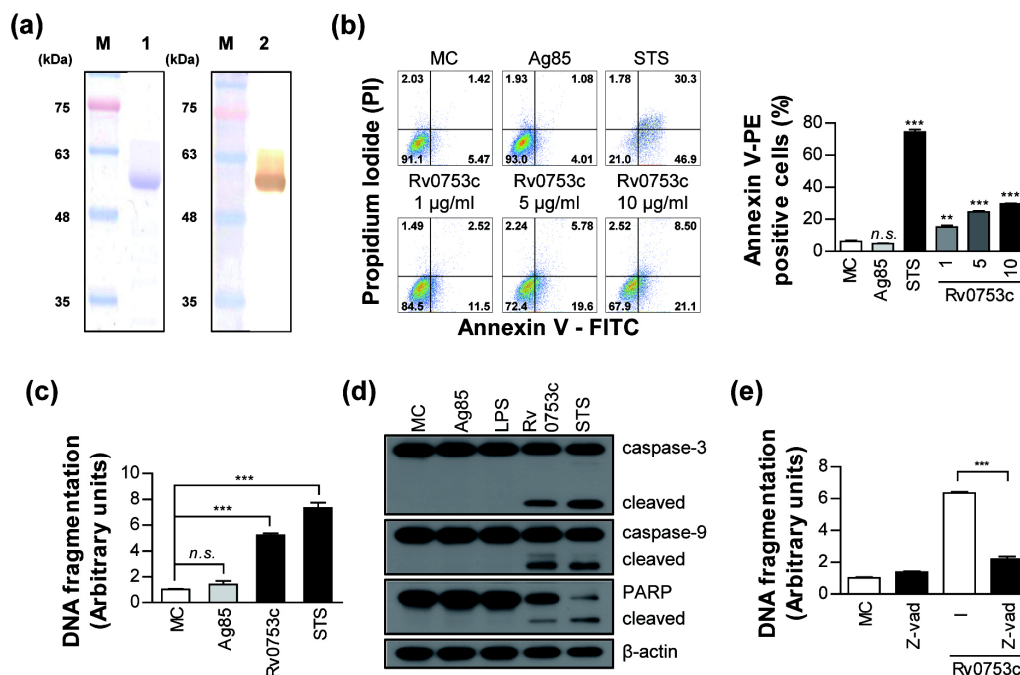 (a)
M 1
(kDa)
75
63
48
35
M 2
(kDa)
75
63
48
35
(b)
Propidium Iodide (PI)
MC Ag85 STS
2.03 1.42 1.93 1.08 1.78 30.3
91.1 5.47 93.0 4.01 21.0 46.9
Rv0753c Rv0753c Rv0753c
1 µg/ml 5 µg/ml 10 µg/ml
1.49 2.52 2.24 5.78 2.52 8.50
84.5 11.5 72.4 19.6 67.9 21.1
Annexin V - FITC
Annexin V-PE
positive cells (%)
80
60
40
20
0
n.s. *** ** *** ***
MC Ag85 STS 1 5 10
Rv0753c
(c)
DNA fragmentation
(Arbitrary units)
10
8
6
4
2
0
***
***
n.s.
MC Ag85 Rv0753c STS
(d)
MC Ag85 LPS Rv 0753c STS
caspase-3
cleaved
caspase-9
cleaved
PARP
cleaved
β-actin
(e)
DNA fragmentation
(Arbitrary units)
8
6
4
2
0
***
MC Z-vad - Z-vad
Rv0753c